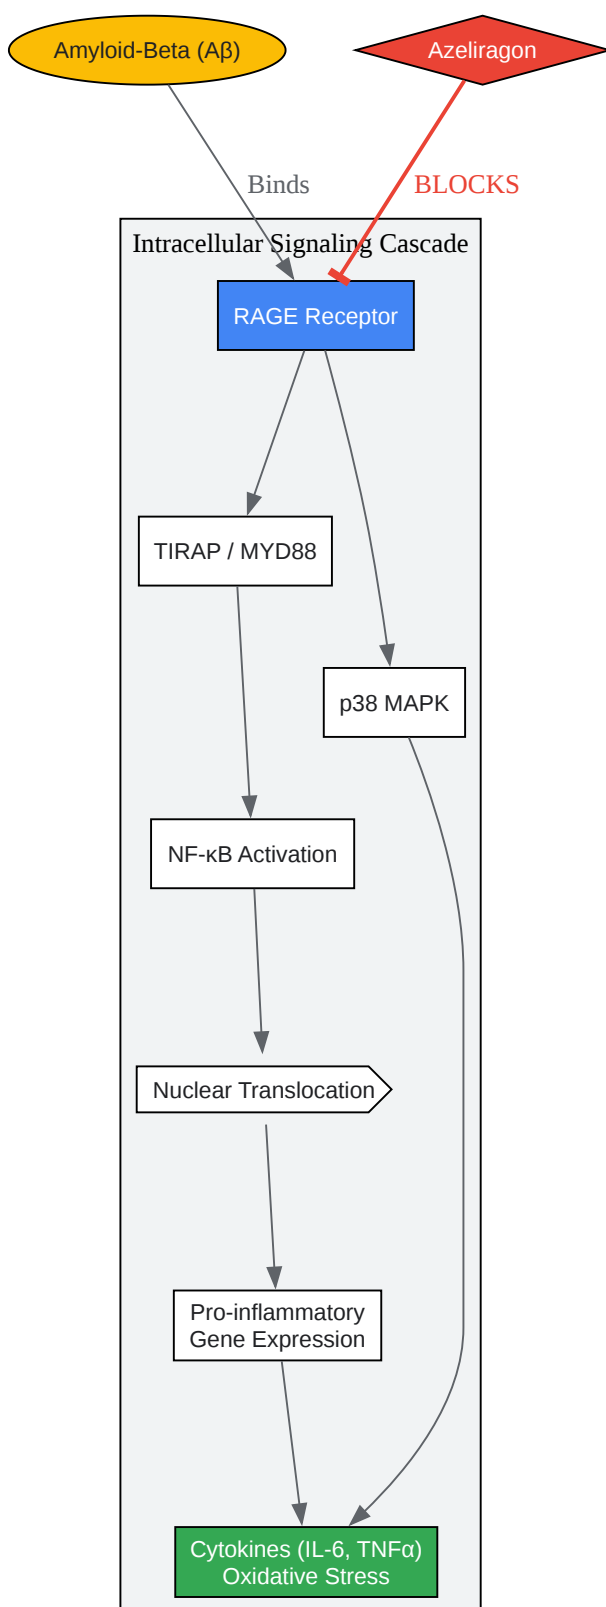 Amyloid-Beta (Aβ)
Azeliragon
Binds
BLOCKS
Intracellular Signaling Cascade
RAGE Receptor
TIRAP / MYD88
p38 MAPK
NF-κB Activation
Nuclear Translocation
Pro-inflammatory
Gene Expression
Cytokines (IL-6, TNFα)
Oxidative Stress